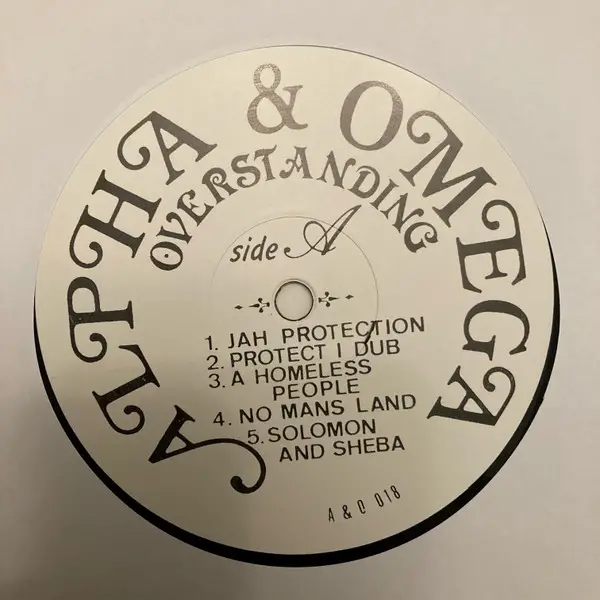 ALPHA & OMEGA
OVERSTANDING
side A
1. JAH PROTECTION
2. PROTECT I DUB
3. A HOMELESS
PEOPLE
4. NO MANS LAND
5. SOLOMON
AND SHEBA
A & O 018